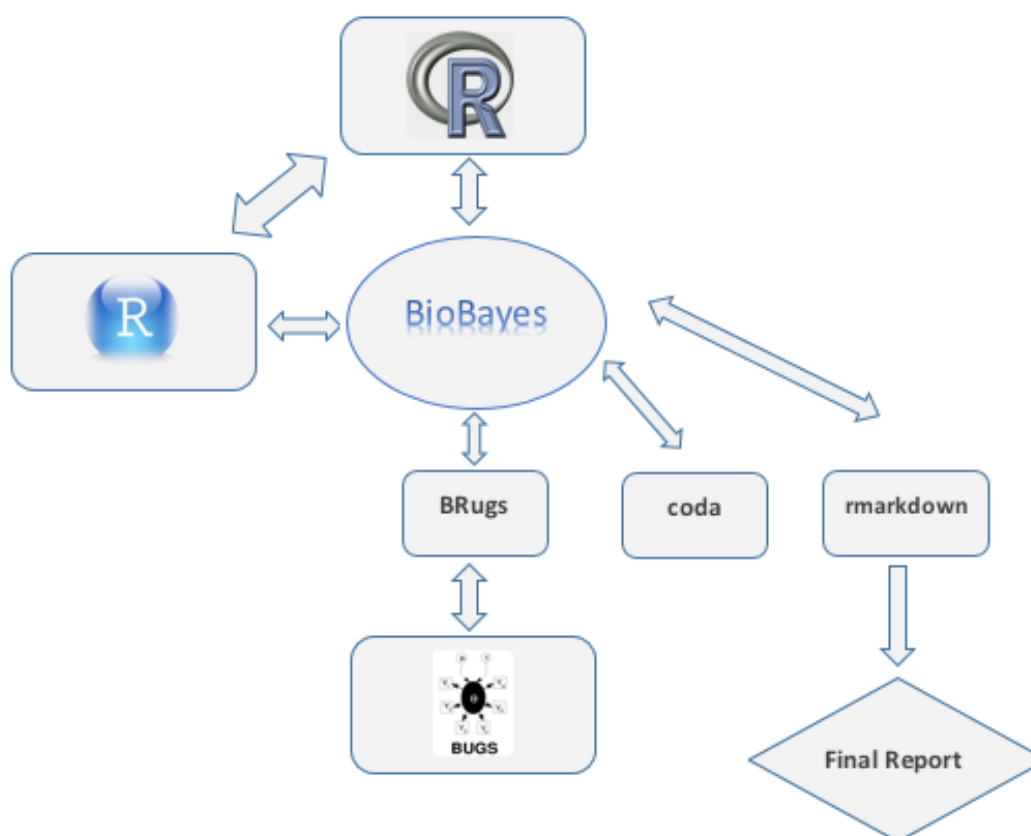 R
R
BioBayes
BRugs
coda
rmarkdown
BUGS
Final Report